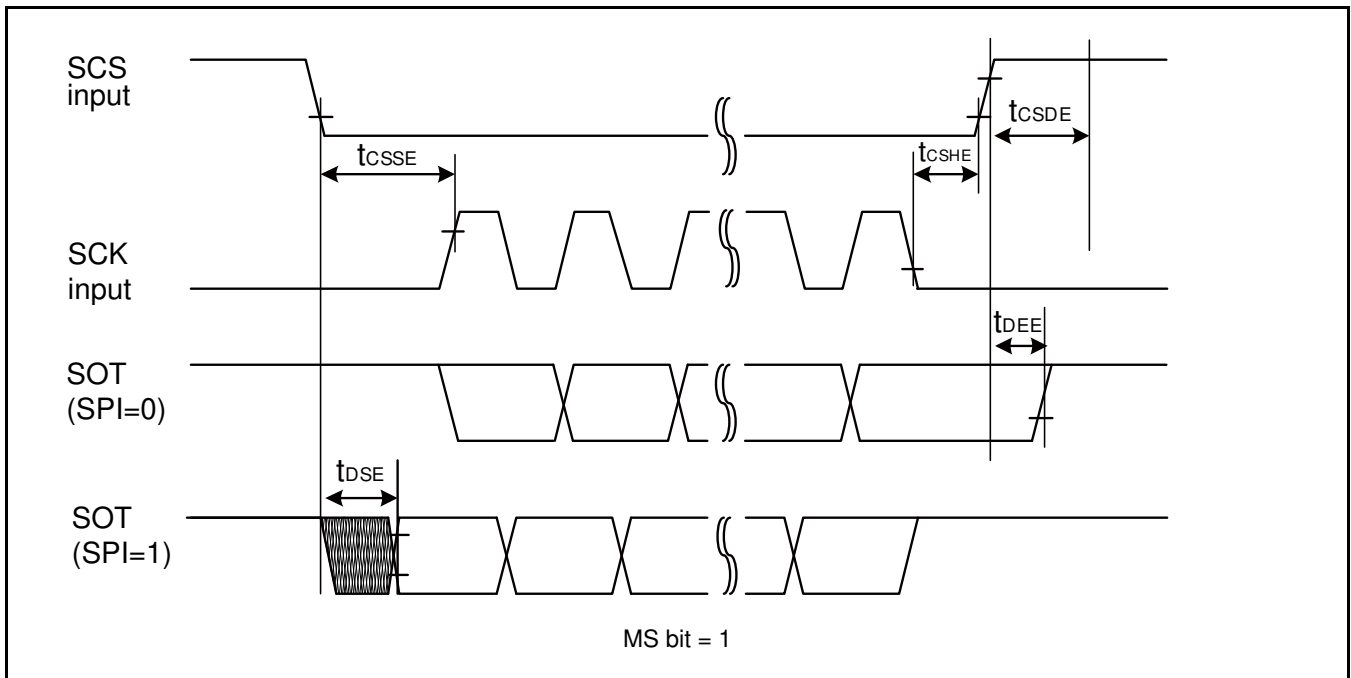 SCS
input
tCSDE
tCSSE
tCSHE
SCK
input
tDEE
SOT
(SPI=0)
tDSE
SOT
(SPI=1)
MS bit = 1